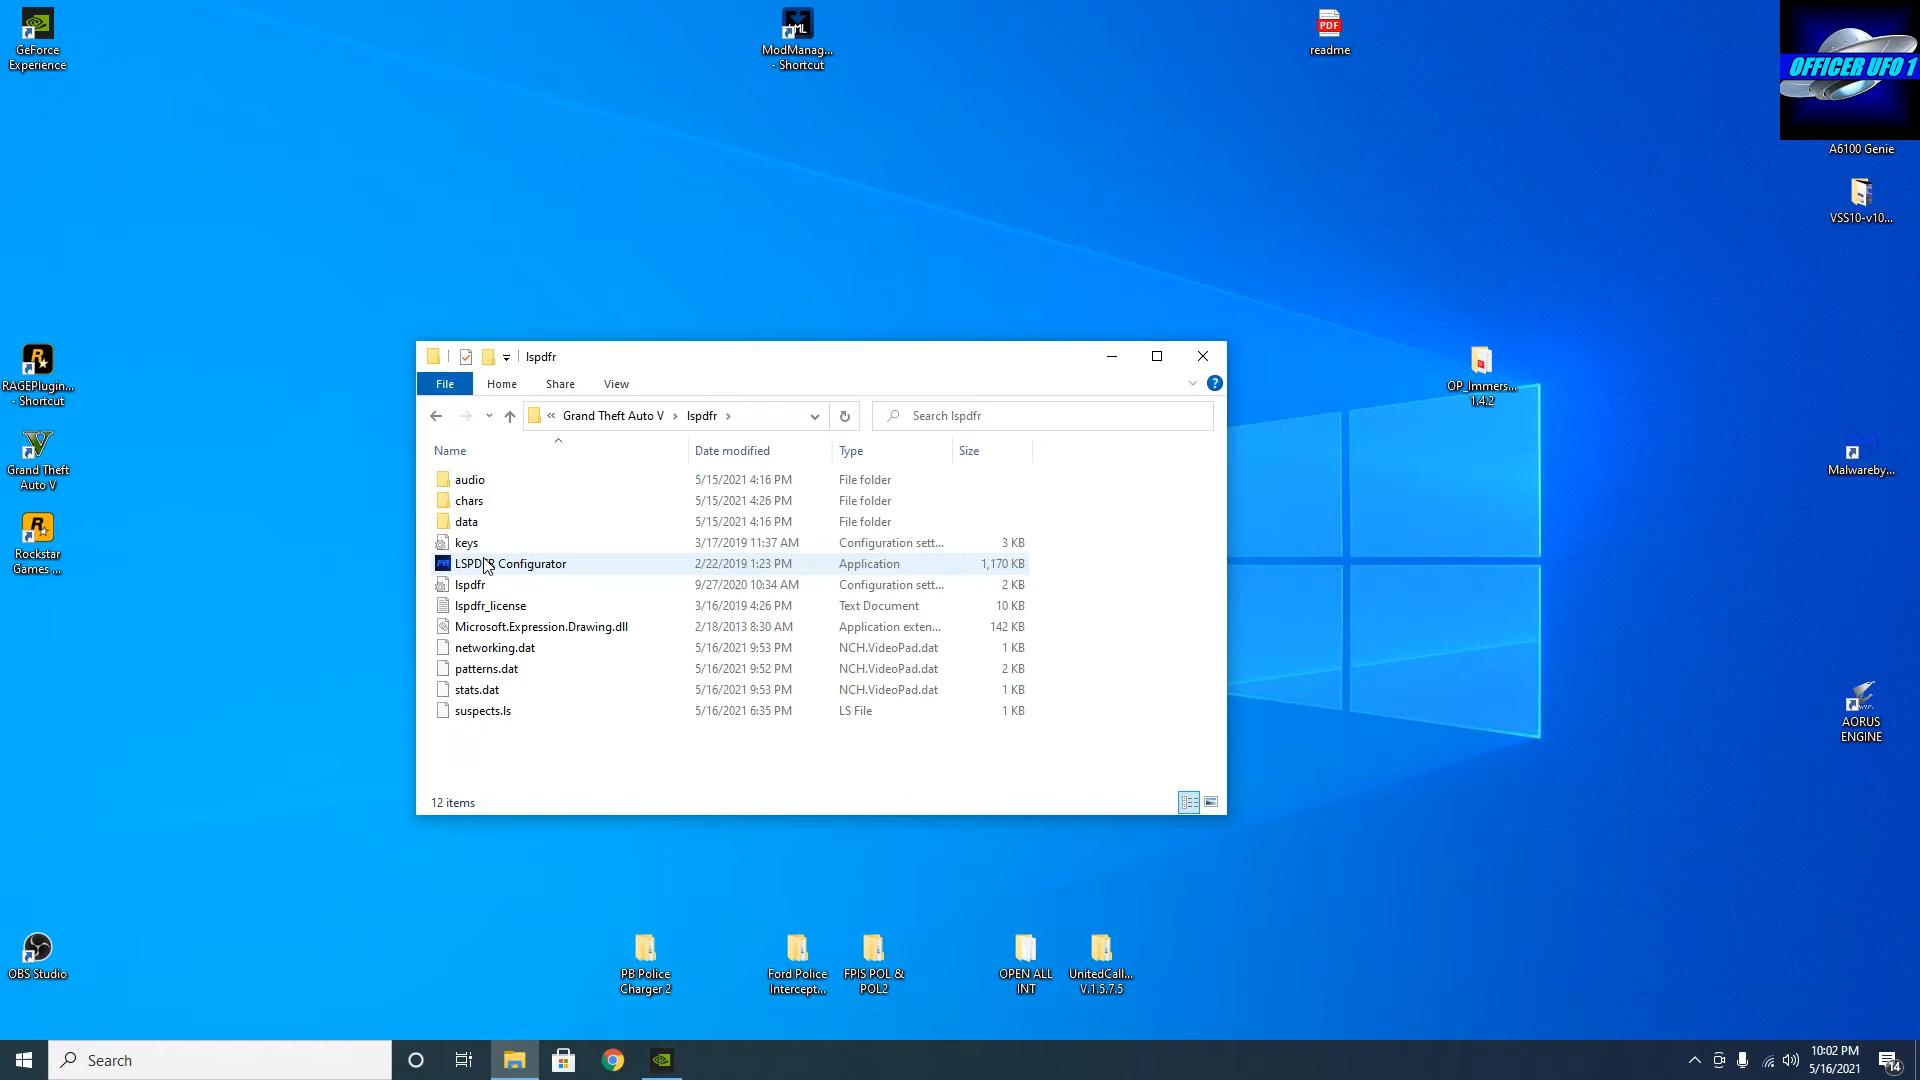 GeForce
Experience
ML
ModManag...
- Shortcut
PDF
readme
OFFICER UFO 1
A6100 Genie
VSS10-v10...
RAGEPlugin...
- Shortcut
Grand Theft
Auto V
Rockstar
Games ...
OP_Immers...
1.4.2
Malwareby...
AORUS
ENGINE
lspdfr
File
Home
Share
View
« Grand Theft Auto V › lspdfr ›
Search lspdfr
Name
Date modified
Type
Size
audio 5/15/2021 4:16 PM File folder
chars 5/15/2021 4:26 PM File folder
data 5/15/2021 4:16 PM File folder
keys 3/17/2019 11:37 AM Configuration sett... 3 KB
LSPDFR Configurator 2/22/2019 1:23 PM Application 1,170 KB
lspdfr 9/27/2020 10:34 AM Configuration sett... 2 KB
lspdfr_license 3/16/2019 4:26 PM Text Document 10 KB
Microsoft.Expression.Drawing.dll 2/18/2013 8:30 AM Application exten... 142 KB
networking.dat 5/16/2021 9:53 PM NCH.VideoPad.dat 1 KB
patterns.dat 5/16/2021 9:52 PM NCH.VideoPad.dat 2 KB
stats.dat 5/16/2021 9:53 PM NCH.VideoPad.dat 1 KB
suspects.ls 5/16/2021 6:35 PM LS File 1 KB
12 items
OBS Studio
PB Police
Charger 2
Ford Police
Intercept...
FPIS POL &
POL2
OPEN ALL
INT
UnitedCall...
V.1.5.7.5
Search
10:02 PM
5/16/2021
14